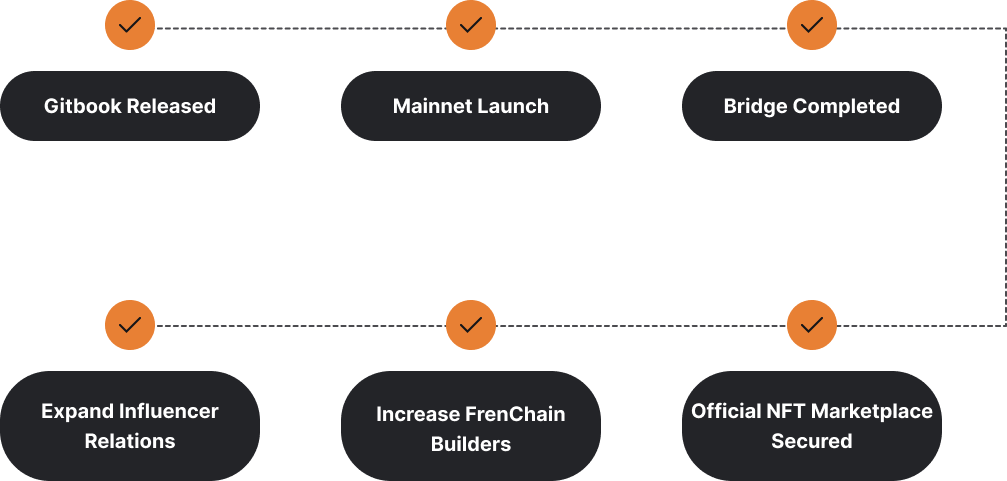 Gitbook Released
Mainnet Launch
Bridge Completed
Expand Influencer
Relations
Increase FrenChain
Builders
Official NFT Marketplace
Secured